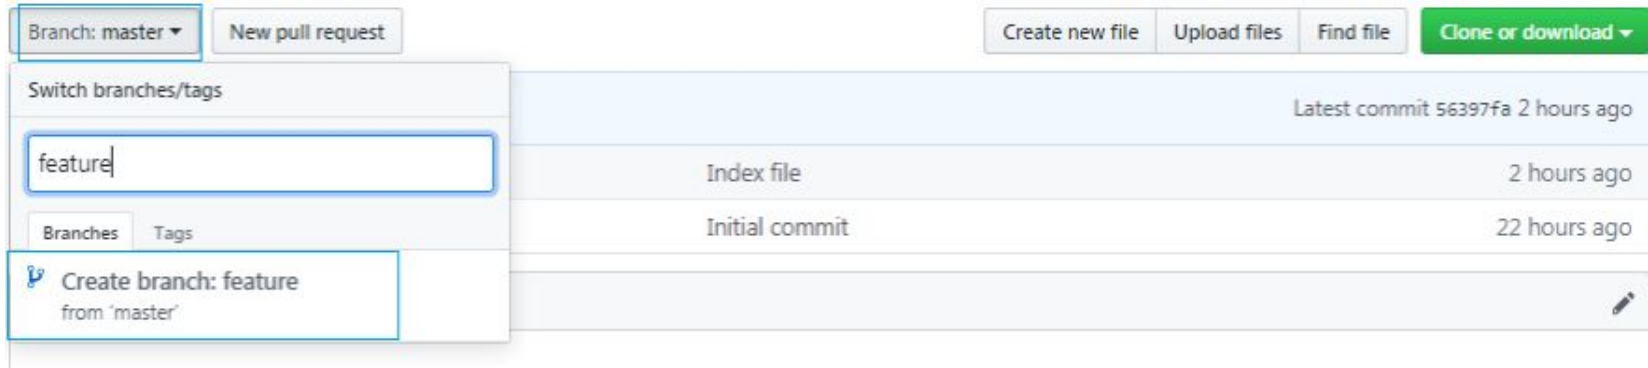 Branch: master
New pull request
Create new file
Upload files
Find file
Clone or download
Switch branches/tags
Latest commit 56397fa 2 hours ago
feature
Index file
2 hours ago
Branches
Tags
Initial commit
22 hours ago
Create branch: feature
from ‘master’